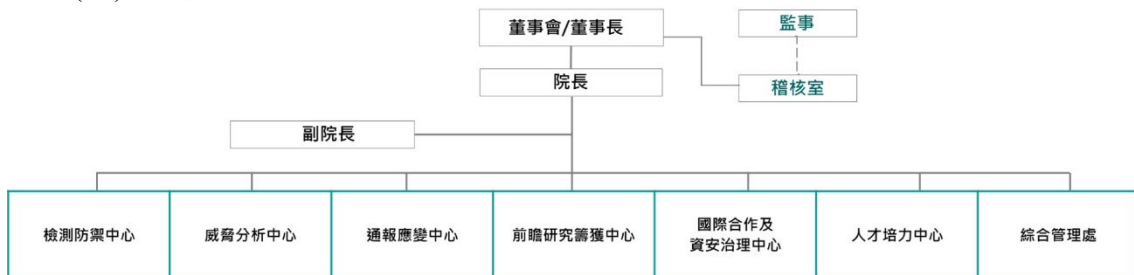 董事會/董事長
監事
院長
稽核室
副院長
檢測防禦中心
威脅分析中心
通報應變中心
前瞻研究籌獲中心
國際合作及
資安治理中心
人才培力中心
綜合管理處